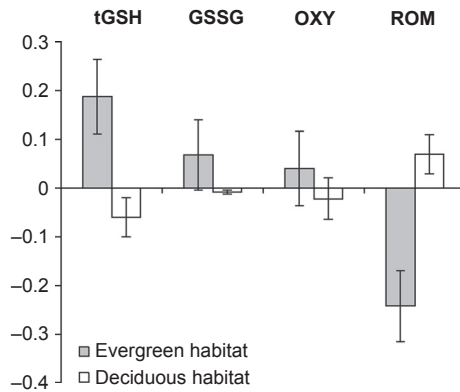 tGSH GSSG OXY ROM
0.3
0.2
0.1
0
–0.1
–0.2
–0.3
–0.4
Evergreen habitat
Deciduous habitat